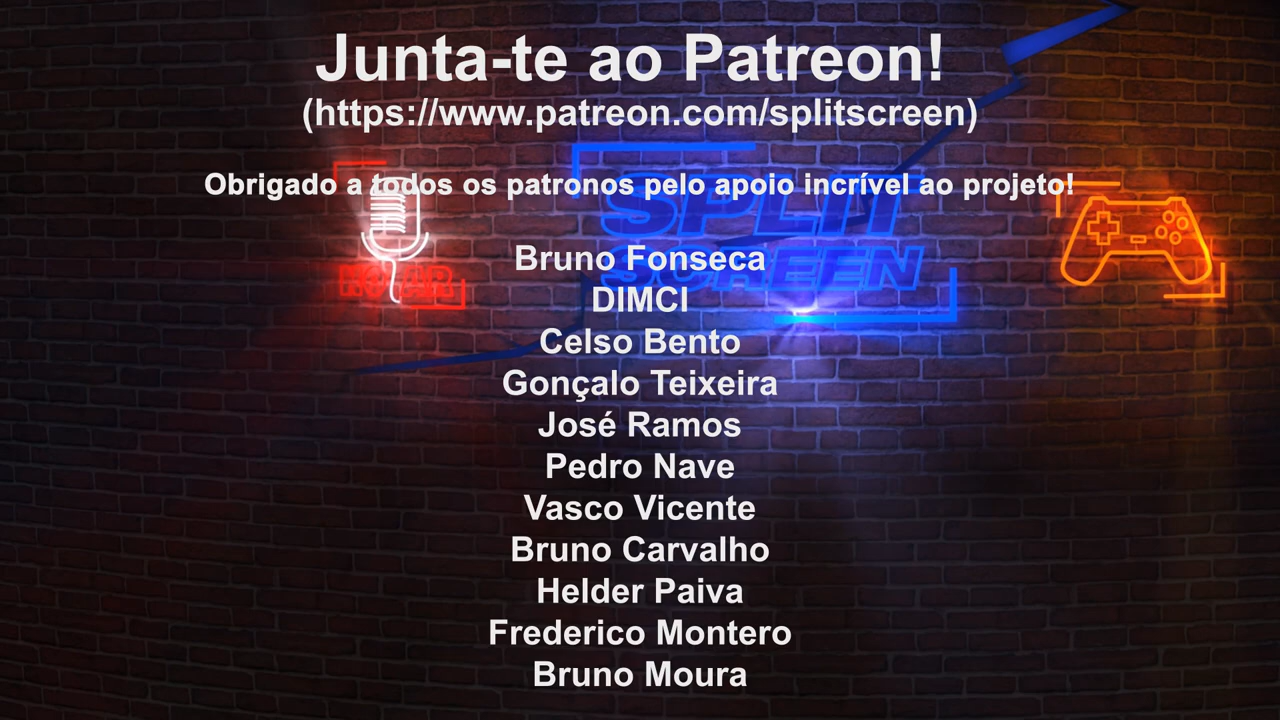 Junta-te ao Patreon!
(https://www.patreon.com/splitscreen)
Obrigado a todos os patronos pelo apoio incrível ao projeto!
SPLIT
SCREEN
Bruno Fonseca
DIMCI
Celso Bento
Gonçalo Teixeira
José Ramos
Pedro Nave
Vasco Vicente
Bruno Carvalho
Helder Paiva
Frederico Montero
Bruno Moura